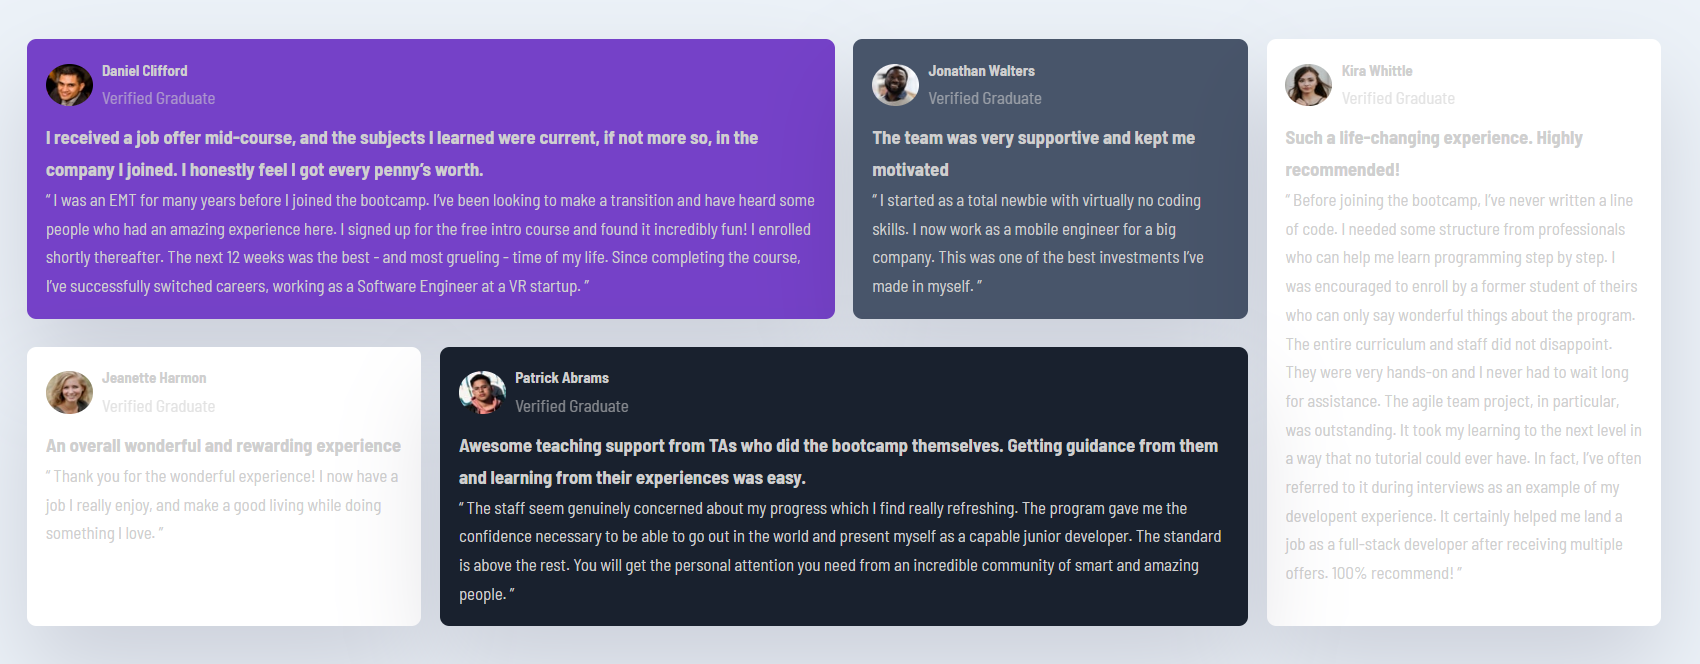 Daniel Clifford
Verified Graduate
I received a job offer mid-course, and the subjects I learned were current, if not more so, in the
company I joined. I honestly feel I got every penny’s worth.
“ I was an EMT for many years before I joined the bootcamp. I’ve been looking to make a transition and have heard some
people who had an amazing experience here. I signed up for the free intro course and found it incredibly fun! I enrolled
shortly thereafter. The next 12 weeks was the best - and most grueling - time of my life. Since completing the course,
I’ve successfully switched careers, working as a Software Engineer at a VR startup. ”
Jonathan Walters
Verified Graduate
The team was very supportive and kept me
motivated
“ I started as a total newbie with virtually no coding
skills. I now work as a mobile engineer for a big
company. This was one of the best investments I’ve
made in myself. ”
Kira Whittle
Verified Graduate
Such a life-changing experience. Highly
recommended!
“ Before joining the bootcamp, I’ve never written a line
of code. I needed some structure from professionals
who can help me learn programming step by step. I
was encouraged to enroll by a former student of theirs
who can only say wonderful things about the program.
The entire curriculum and staff did not disappoint.
They were very hands-on and I never had to wait long
for assistance. The agile team project, in particular,
was outstanding. It took my learning to the next level in
a way that no tutorial could ever have. In fact, I’ve often
referred to it during interviews as an example of my
developent experience. It certainly helped me land a
job as a full-stack developer after receiving multiple
offers. 100% recommend! “
Jeanette Harmon
Verified Graduate
An overall wonderful and rewarding experience
“ Thank you for the wonderful experience! I now have a
job I really enjoy, and make a good living while doing
something I love. ”
Patrick Abrams
Verified Graduate
Awesome teaching support from TAs who did the bootcamp themselves. Getting guidance from them
and learning from their experiences was easy.
“ The staff seem genuinely concerned about my progress which I find really refreshing. The program gave me the
confidence necessary to be able to go out in the world and present myself as a capable junior developer. The standard
is above the rest. You will get the personal attention you need from an incredible community of smart and amazing
people. ”